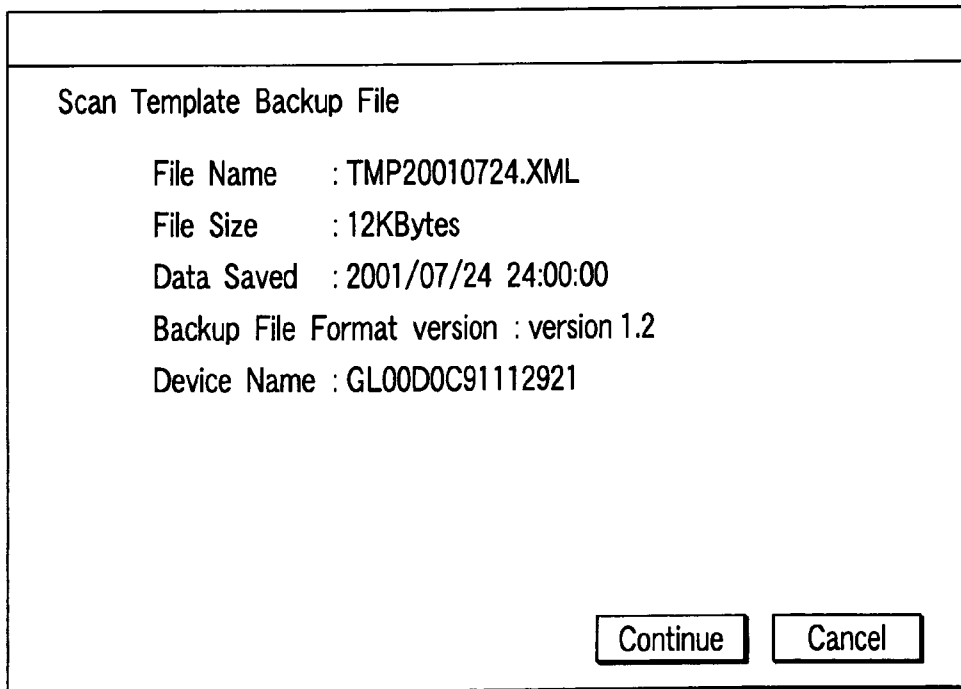 Scan Template Backup File
File Name : TMP20010724.XML
File Size : 12KBytes
Data Saved : 2001/07/24 24:00:00
Backup File Format version : version 1.2
Device Name : GL00D0C91112921
Continue Cancel